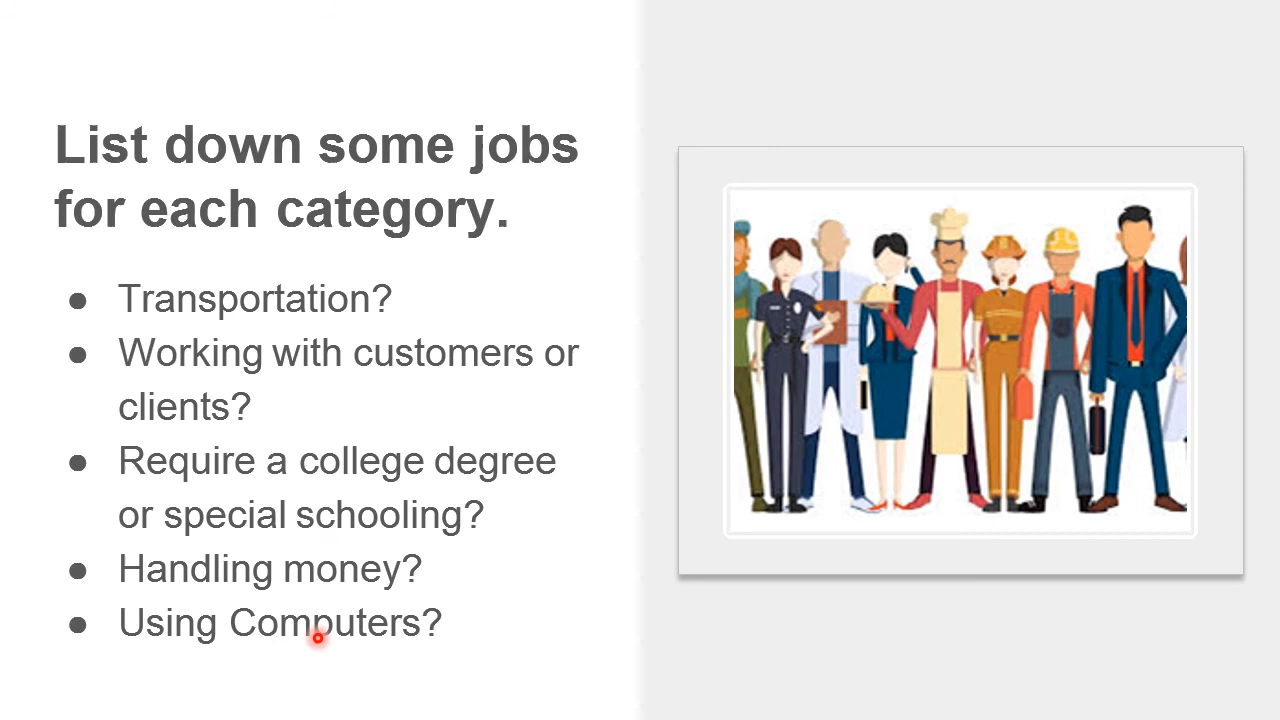 List down some jobs
for each category.
● Transportation?
● Working with customers or
clients?
● Require a college degree
or special schooling?
● Handling money?
● Using Computers?